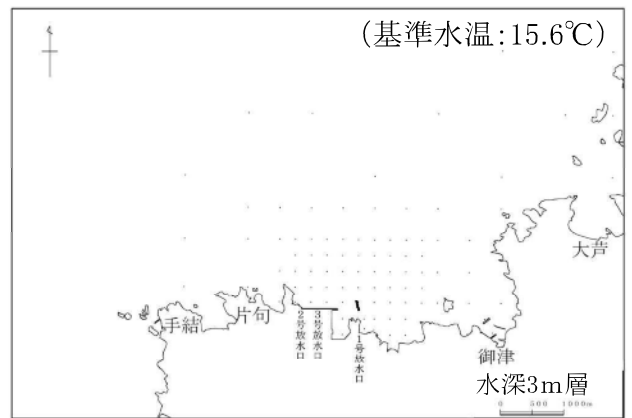 (基準水温:15.6℃)
大芦
手結
片句
2号放水口
3号放水口
1号放水口
御津
水深3m層
0 500 1000m